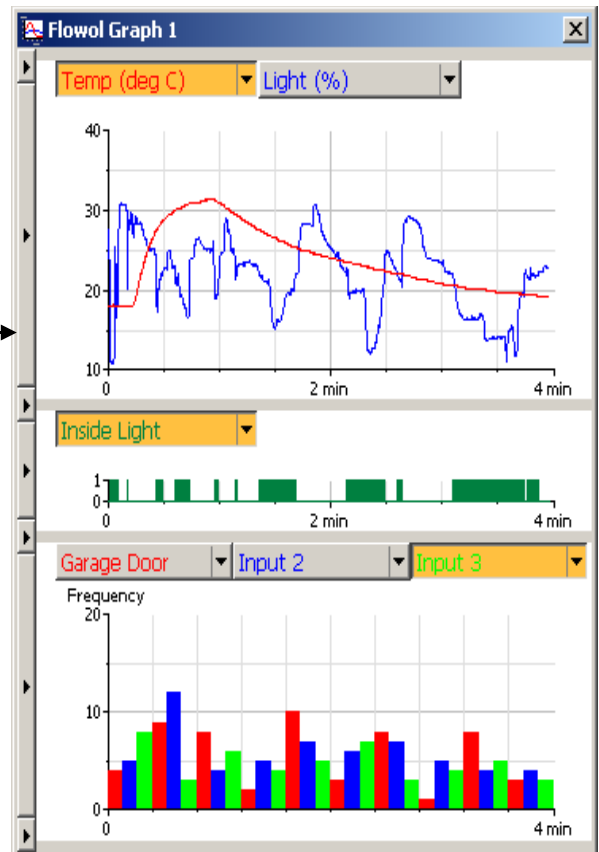 Flowol Graph 1
Temp (deg C) Light (%)
40
30
20
10
0 2 min 4 min
Inside Light
1
0
0 2 min 4 min
Garage Door Input 2 Input 3
Frequency
20
10
0
0 4 min